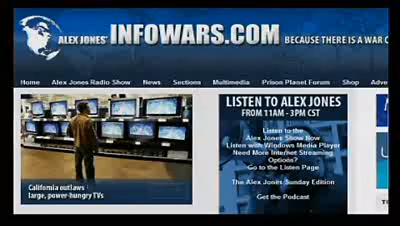 ALEX JONES' INFOWARS.COM BECAUSE THERE IS A WAR
Home Alex Jones Radio Show News Sections Multimedia Prison Planet Forum Shop Adve
LISTEN TO ALEX JONES
FROM 11AM - 3PM CST
Listen to the
Alex Jones Show Now
Listen with Windows Media Player
Need More Internet Streaming
Options?
Go to the Listen Page
The Alex Jones Sunday Edition
Get the Podcast
California outlaws
large, power-hungry TVs